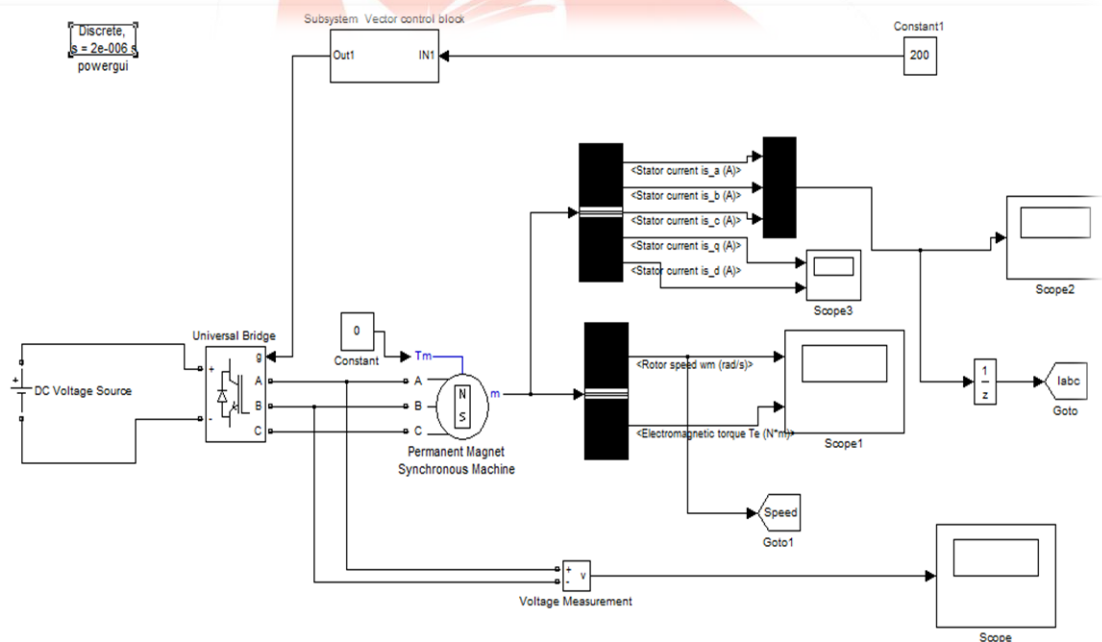 Subsystem Vector control block
Discrete,
s = 2e-006 s
powergui
Out1
IN1
Constant1
200
<Stator current is_a (A)>
<Stator current is_b (A)>
<Stator current is_c (A)>
<Stator current is_q (A)>
<Stator current is_d (A)>
Scope3
Scope2
Universal Bridge
g
A
B
C
+
-
+
DC Voltage Source
0
Constant
Tm
A
B
C
N
S
m
Permanent Magnet
Synchronous Machine
<Rotor speed wm (rad/s)>
<Electromagnetic torque Te (N*m)>
Scope1
1
z
Iabc
Goto
Speed
Goto1
+
-
v
Voltage Measurement
Scope